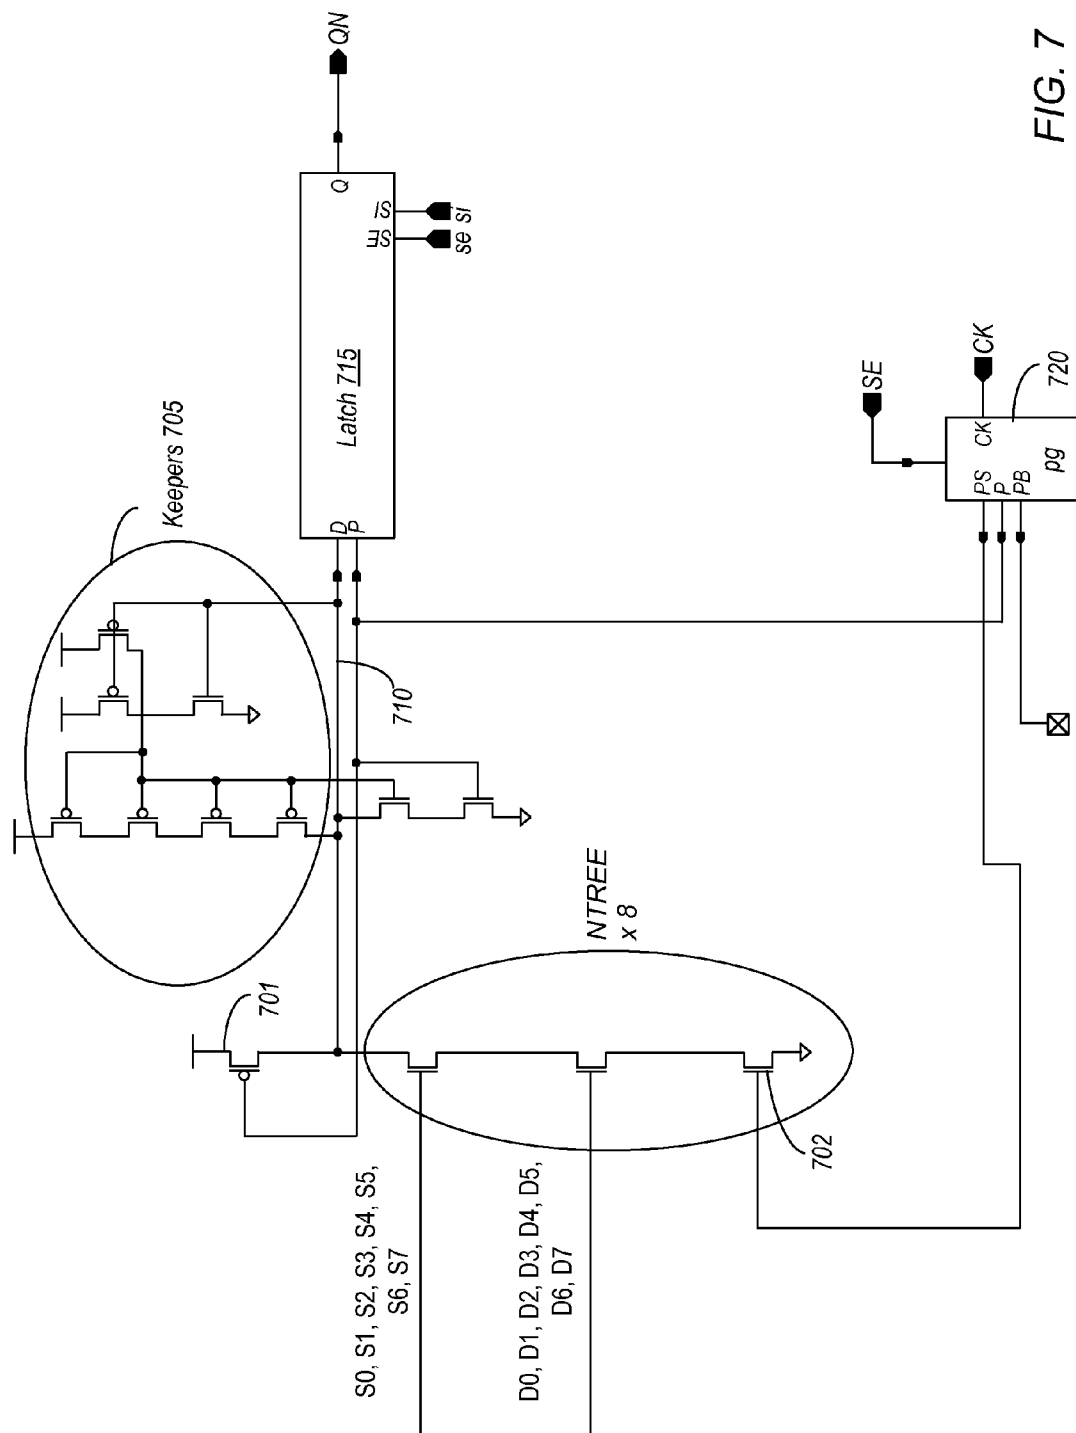 QN
Q
SI
SE
si
se
Latch 715
D
P
Keepers 705
710
701
NTREE
x 8
702
S0, S1, S2, S3, S4, S5,
S6, S7
D0, D1, D2, D3, D4, D5,
D6, D7
SE
CK
720
CK
PS
P
PB
pg
FIG. 7